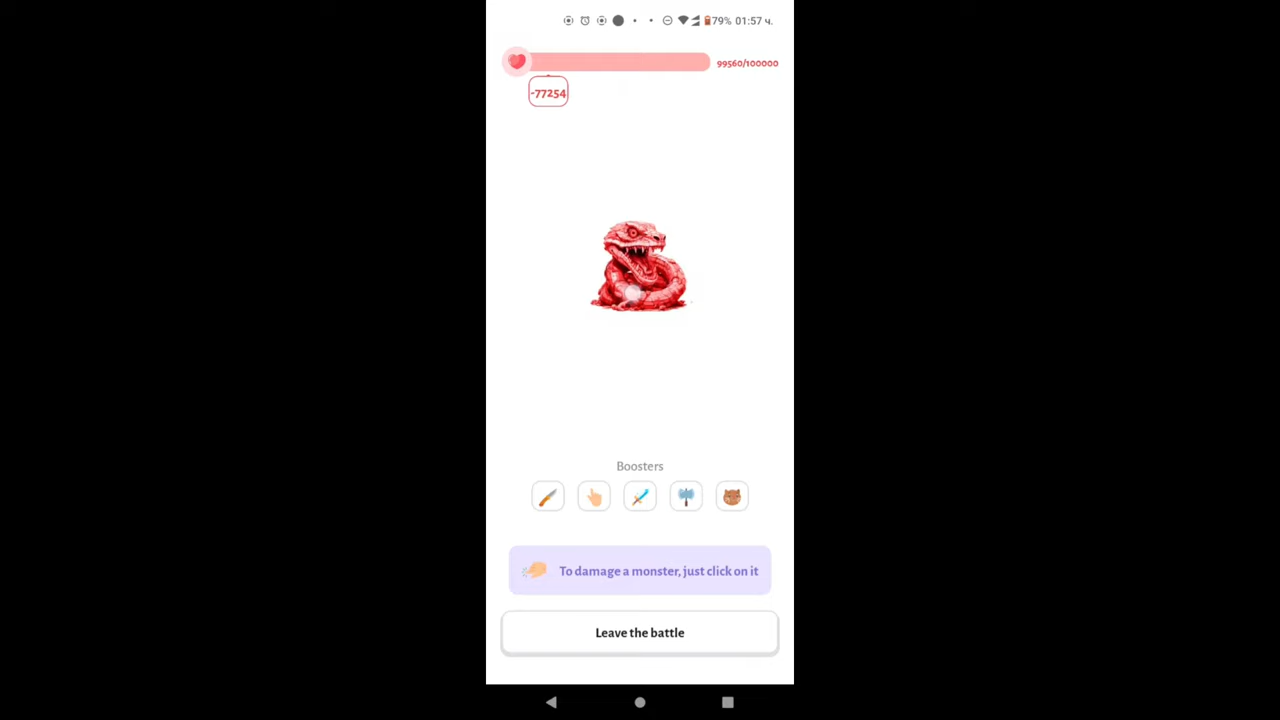 79% 01:57 ч.
99560/100000
-77254
Boosters
To damage a monster, just click on it
Leave the battle